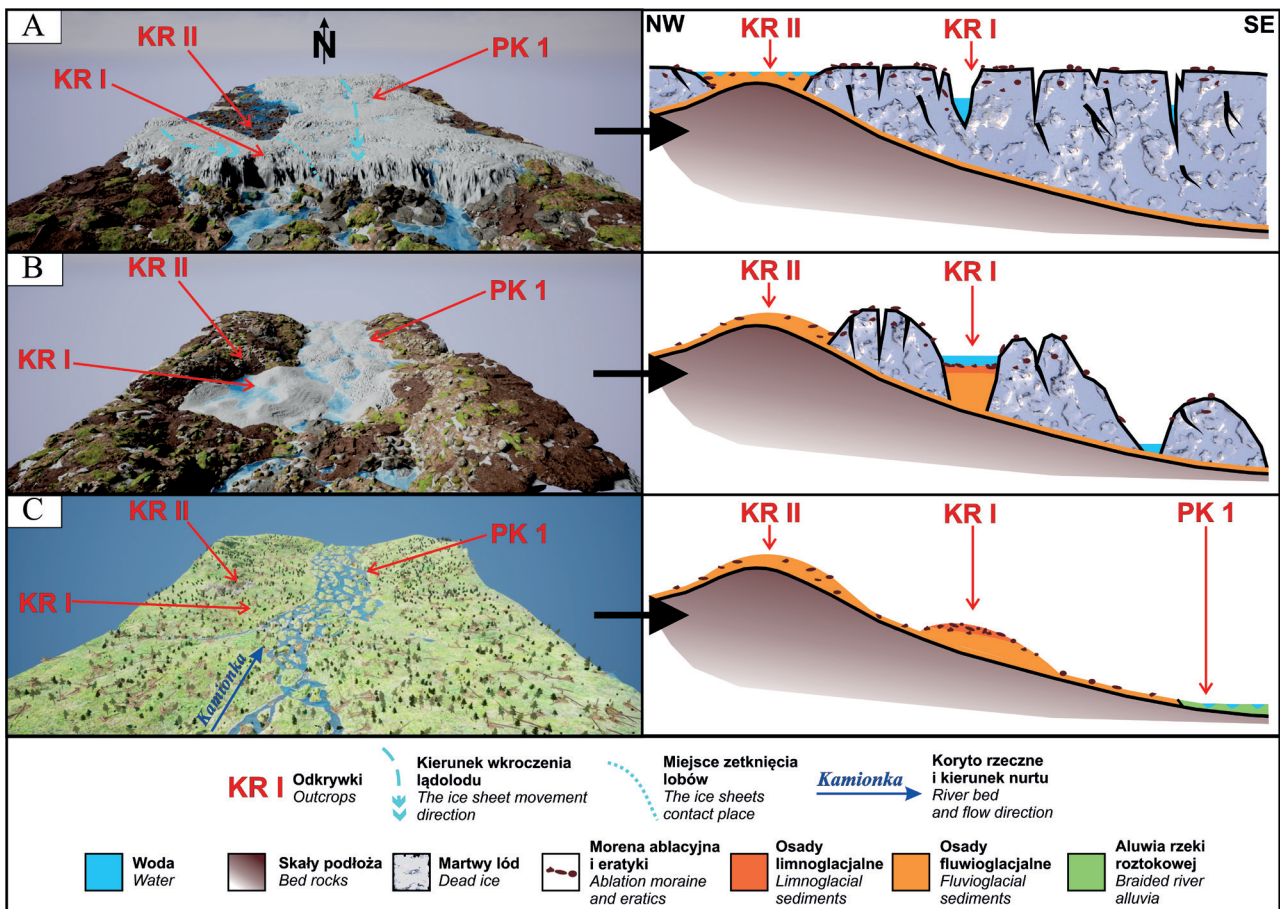 A
KR II
N
PK 1
KR I
NW
KR II
KR I
SE
B
KR II
PK 1
KR I
KR II
KR I
C
KR II
PK 1
KR I
Kamionka
KR II
KR I
PK 1
KR I
Odkrywki
Outcrops
Kierunek wkroczenia
lądolodu
The ice sheet movement
direction
Miejsce zetknięcia
lobów
The ice sheets
contact place
Kamionka
Koryto rzeczne
i kierunek nurtu
River bed
and flow direction
Woda
Water
Skały podłoża
Bed rocks
Martwy lód
Dead ice
Morena ablacyjna
i eratyki
Ablation moraine
and eratics
Osady
limnoglacjalne
Limnoglacial
sediments
Osady
fluwioglacjalne
Fluvioglacial
sediments
Aluwia rzeki
roztokowej
Braided river
alluvia